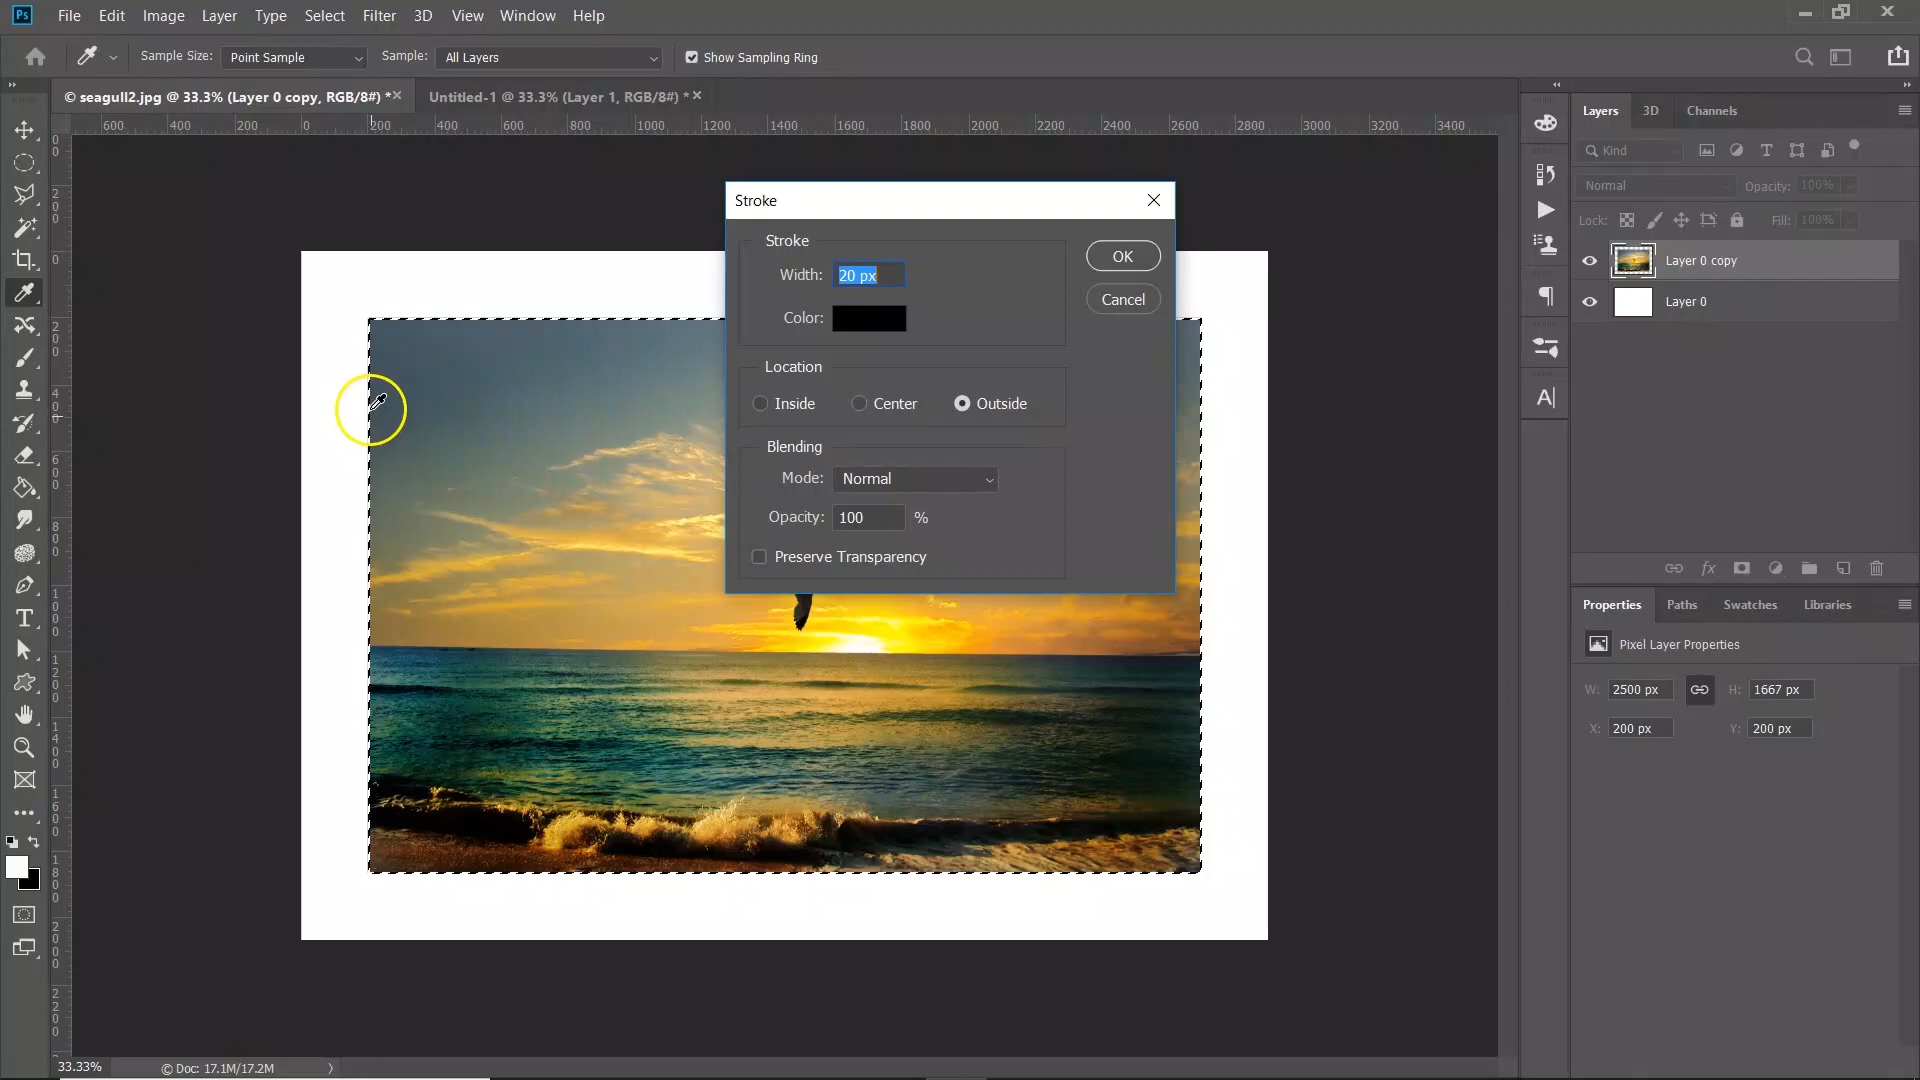 Ps File Edit Image Layer Type Select Filter 3D View Window Help
Sample Size: Point Sample Sample: All Layers Show Sampling Ring
© seagull2.jpg @ 33.3% (Layer 0 copy, RGB/8#) * × Untitled-1 @ 33.3% (Layer 1, RGB/8#) * ×
600 400 200 0 200 400 600 800 1000 1200 1400 1600 1800 2000 2200 2400 2600 2800 3000 3200 3400
Stroke
Stroke
Width: 20 px
Color:
OK
Cancel
Location
Inside Center Outside
Blending
Mode: Normal
Opacity: 100 %
Preserve Transparency
Layers 3D Channels
Kind
Normal Opacity: 100%
Lock: Fill: 100%
Layer 0 copy
Layer 0
fx
Properties Paths Swatches Libraries
Pixel Layer Properties
W: 2500 px H: 1667 px
X: 200 px Y: 200 px
33.33% © Doc: 17.1M/17.2M